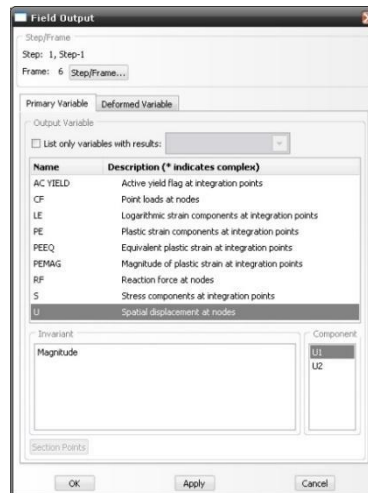 Field Output
Step/Frame
Step: 1, Step-1
Frame: 6 Step/Frame...
Primary Variable Deformed Variable
Output Variable
List only variables with results:
Name Description (* indicates complex)
AC YIELD Active yield flag at integration points
CF Point loads at nodes
LE Logarithmic strain components at integration points
PE Plastic strain components at integration points
PEEQ Equivalent plastic strain at integration points
PEMAG Magnitude of plastic strain at integration points
RF Reaction force at nodes
S Stress components at integration points
U Spatial displacement at nodes
Invariant Component
Magnitude U1
U2
Section Points
OK Apply Cancel